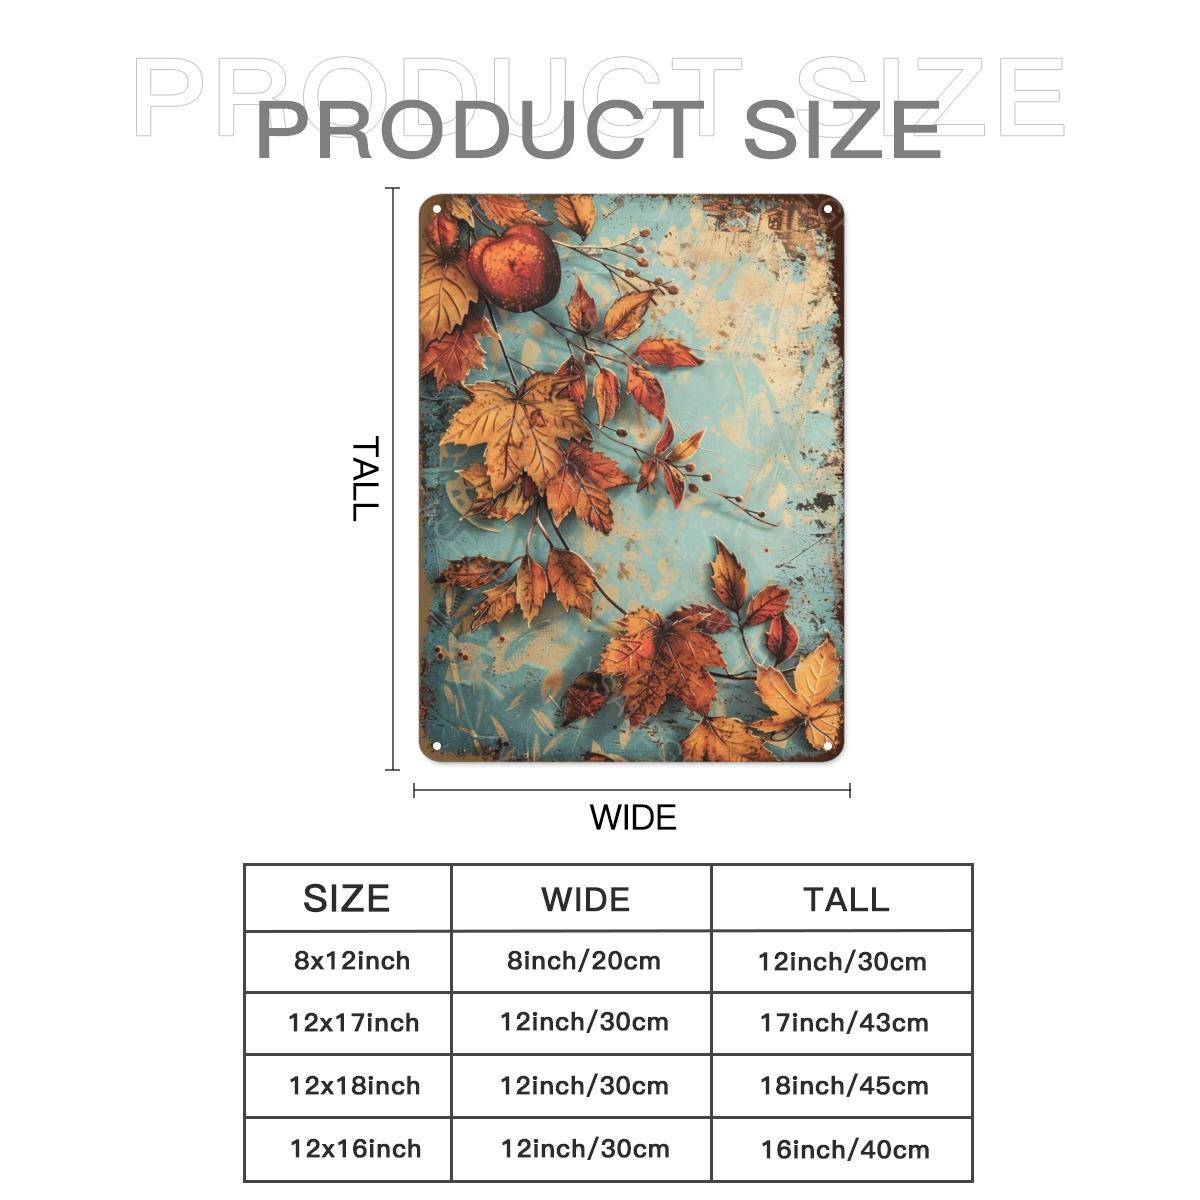 PRODUCT SIZE
PRODUCT SIZE
TALL
WIDE
SIZE WIDE TALL
8x12inch 8inch/20cm 12inch/30cm
12x17inch 12inch/30cm 17inch/43cm
12x18inch 12inch/30cm 18inch/45cm
12x16inch 12inch/30cm 16inch/40cm